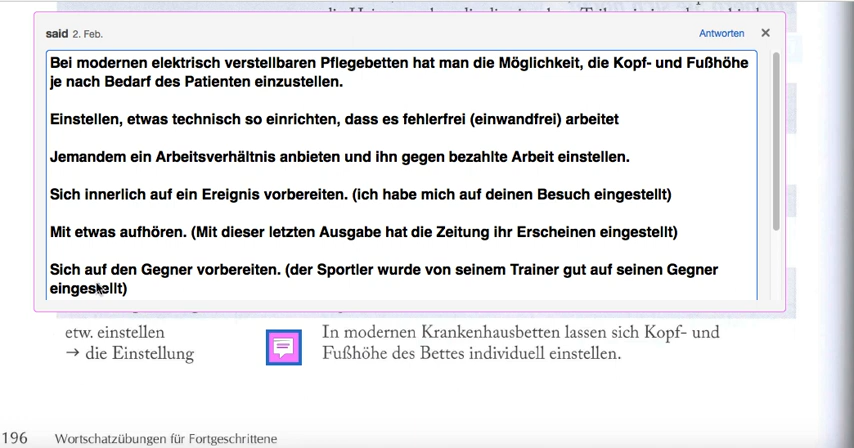 said 2. Feb.
Antworten
Bei modernen elektrisch verstellbaren Pflegebetten hat man die Möglichkeit, die Kopf- und Fußhöhe
je nach Bedarf des Patienten einzustellen.
Einstellen, etwas technisch so einrichten, dass es fehlerfrei (einwandfrei) arbeitet
Jemandem ein Arbeitsverhältnis anbieten und ihn gegen bezahlte Arbeit einstellen.
Sich innerlich auf ein Ereignis vorbereiten. (ich habe mich auf deinen Besuch eingestellt)
Mit etwas aufhören. (Mit dieser letzten Ausgabe hat die Zeitung ihr Erscheinen eingestellt)
Sich auf den Gegner vorbereiten. (der Sportler wurde von seinem Trainer gut auf seinen Gegner
eingestellt)
etw. einstellen
→ die Einstellung
In modernen Krankenhausbetten lassen sich Kopf- und
Fußhöhe des Bettes individuell einstellen.
196 Wortschatzübungen für Fortgeschrittene